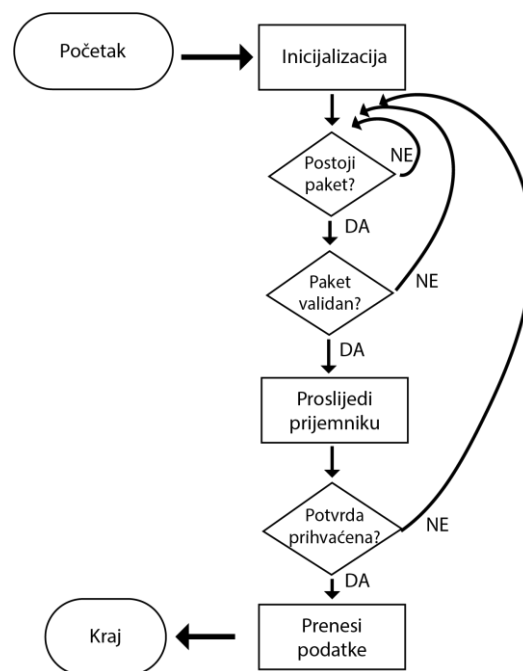 Početak
Inicijalizacija
Postoji
paket?
NE
DA
Paket
validan?
NE
DA
Proslijedi
prijemniku
Potvrda
prihvaćena?
NE
DA
Prenesi
podatke
Kraj